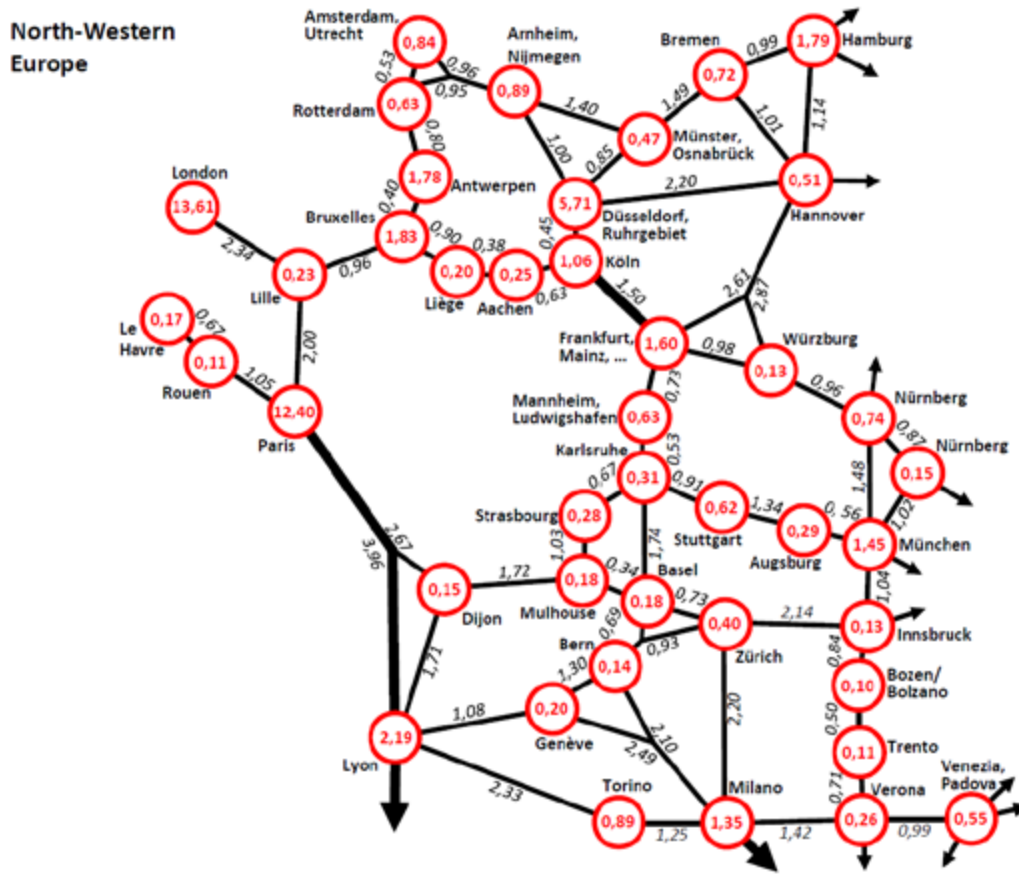 North-Western
Europe
Amsterdam,
Utrecht
0,84
0,53
0,96
0,95
Arnheim,
Nijmegen
0,89
Rotterdam
0,63
0,80
1,40
1,00
Bremen
0,72
0,99
1,79
Hamburg
1,49
1,01
1,14
0,47
Münster,
Osnabrück
0,85
London
13,61
1,78
Antwerpen
0,40
5,71
Düsseldorf,
Ruhrgebiet
2,20
0,51
Hannover
Bruxelles
1,83
0,90
0,38
0,45
2,34
0,96
0,23
Lille
0,20
Liège
0,25
Aachen
0,63
1,06
Köln
1,50
2,61
2,87
Le
Havre
0,17
0,67
0,11
Rouen
1,05
2,00
Frankfurt,
Mainz, ...
1,60
0,98
Würzburg
0,13
0,96
12,40
Paris
0,73
Mannheim,
Ludwigshafen
0,63
Nürnberg
0,74
0,87
Nürnberg
0,15
Karlsruhe
0,53
0,31
0,67
0,91
1,48
1,02
Strasbourg
0,28
0,62
Stuttgart
1,34
0,29
Augsburg
0, 56
1,45
München
1,03
1,74
2,67
3,96
0,15
Dijon
1,72
0,18
Mulhouse
0,34
Basel
0,18
0,73
1,04
0,40
Zürich
2,14
0,13
Innsbruck
0,69
0,93
Bern
0,14
0,84
1,71
1,30
0,10
Bozen/
Bolzano
2,19
Lyon
1,08
0,20
Genève
2,10
2,49
2,20
0,50
0,11
Trento
2,33
Torino
0,89
1,25
Milano
1,35
1,42
0,71
Verona
0,26
0,99
Venezia,
Padova
0,55